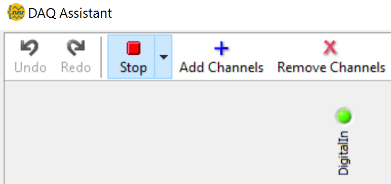 DAQ Assistant
Undo Redo Stop Add Channels Remove Channels
DigitalIn